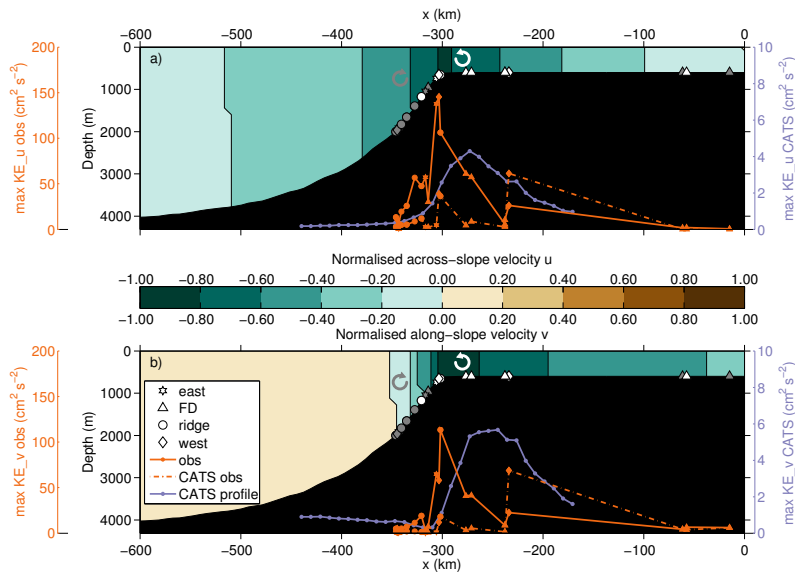 x (km)
−600 −500 −400 −300 −200 −100 0
200 150 100 50 0
max KE_u obs (cm² s⁻²)
0 1000 2000 3000 4000
Depth (m)
a)
10 8 6 4 2 0
max KE_u CATS (cm² s⁻²)
Normalised across−slope velocity u
−1.00 −0.80 −0.60 −0.40 −0.20 0.00 0.20 0.40 0.60 0.80 1.00
−1.00 −0.80 −0.60 −0.40 −0.20 0.00 0.20 0.40 0.60 0.80 1.00
Normalised along−slope velocity v
200 150 100 50 0
max KE_v obs (cm² s⁻²)
0 1000 2000 3000 4000
Depth (m)
b)
east
FD
ridge
west
obs
CATS obs
CATS profile
10 8 6 4 2 0
max KE_v CATS (cm² s⁻²)
−600 −500 −400 −300 −200 −100 0
x (km)